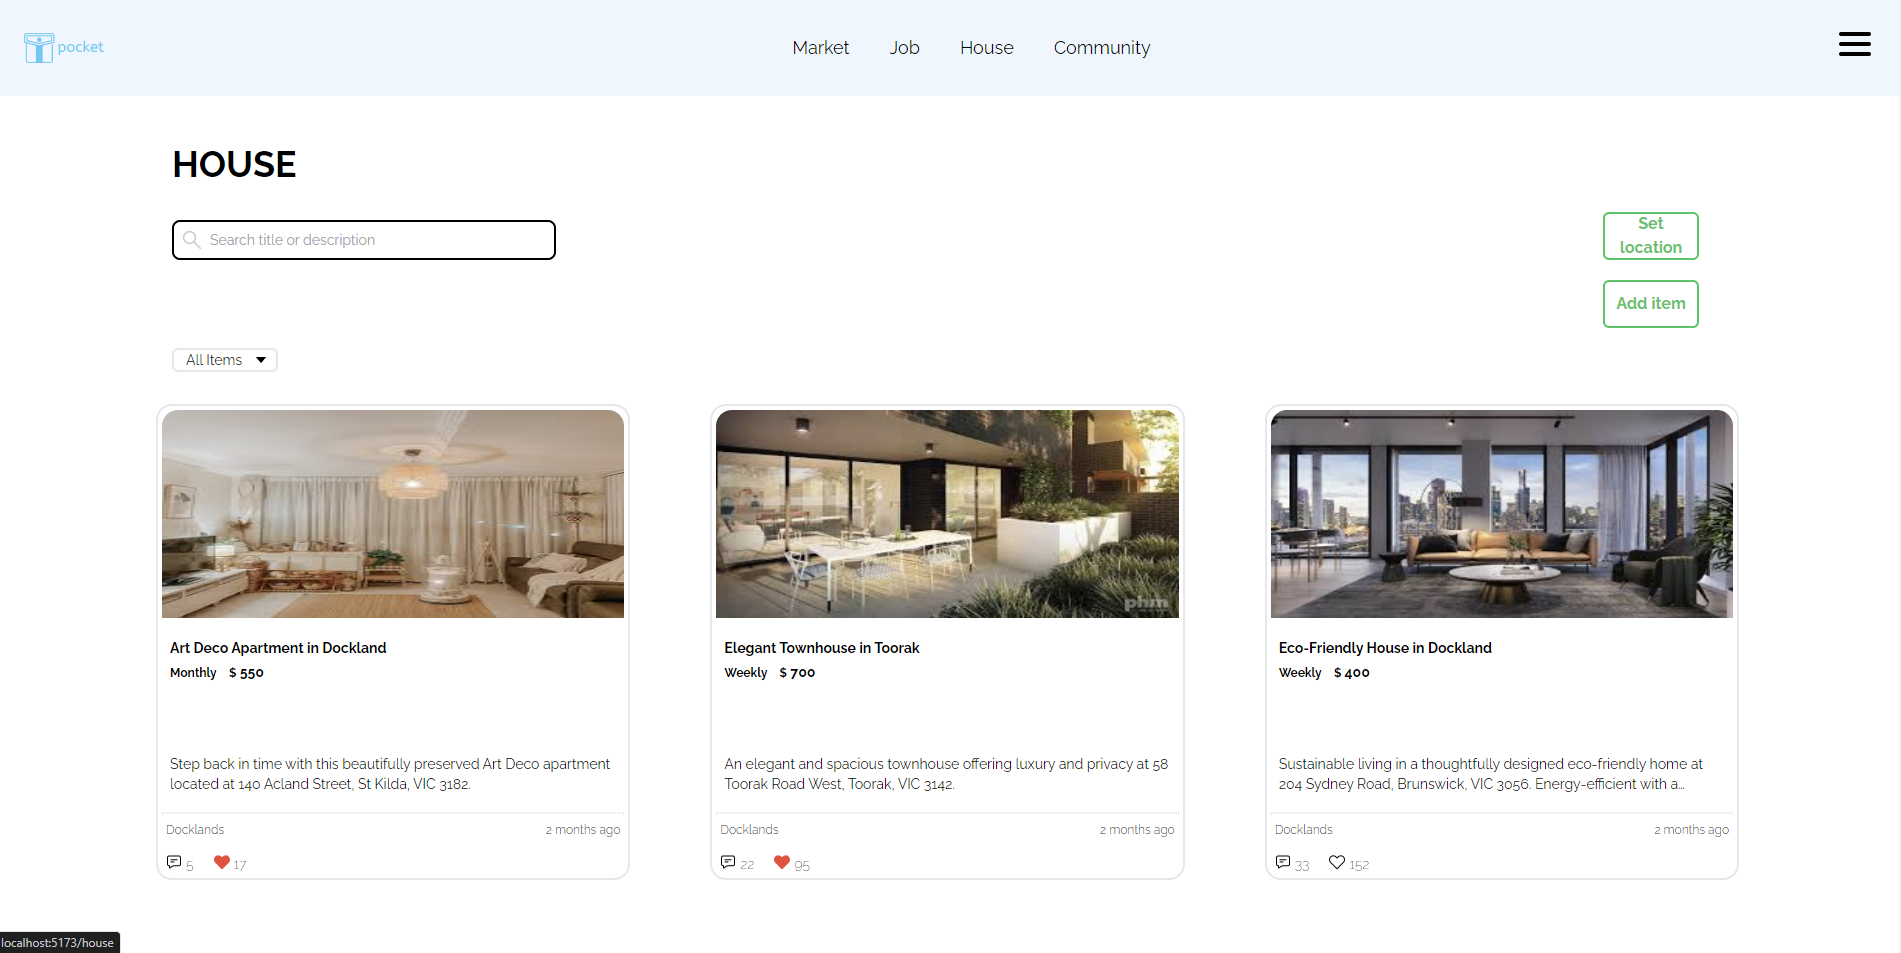 pocket
Market
Job
House
Community
HOUSE
Search title or description
Set
location
Add item
All Items
phm
Art Deco Apartment in Dockland
Monthly $ 550
Step back in time with this beautifully preserved Art Deco apartment
located at 140 Acland Street, St Kilda, VIC 3182.
Docklands
2 months ago
5
17
Elegant Townhouse in Toorak
Weekly $ 700
An elegant and spacious townhouse offering luxury and privacy at 58
Toorak Road West, Toorak, VIC 3142.
Docklands
2 months ago
22
95
Eco-Friendly House in Dockland
Weekly $ 400
Sustainable living in a thoughtfully designed eco-friendly home at
204 Sydney Road, Brunswick, VIC 3056. Energy-efficient with a...
Docklands
2 months ago
33
152
localhost:5173/house